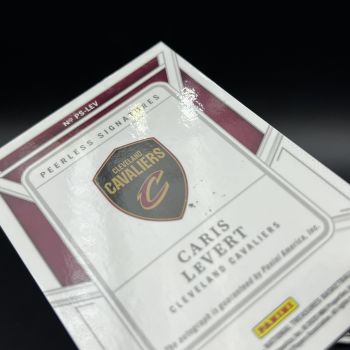 Nº PS-LEV
PEERLESS SIGNATURES
CLEVELAND
CAVALIERS
C
CARIS
LEVERT
CLEVELAND CAVALIERS
The autograph is guaranteed by Panini America, Inc.
PANINI